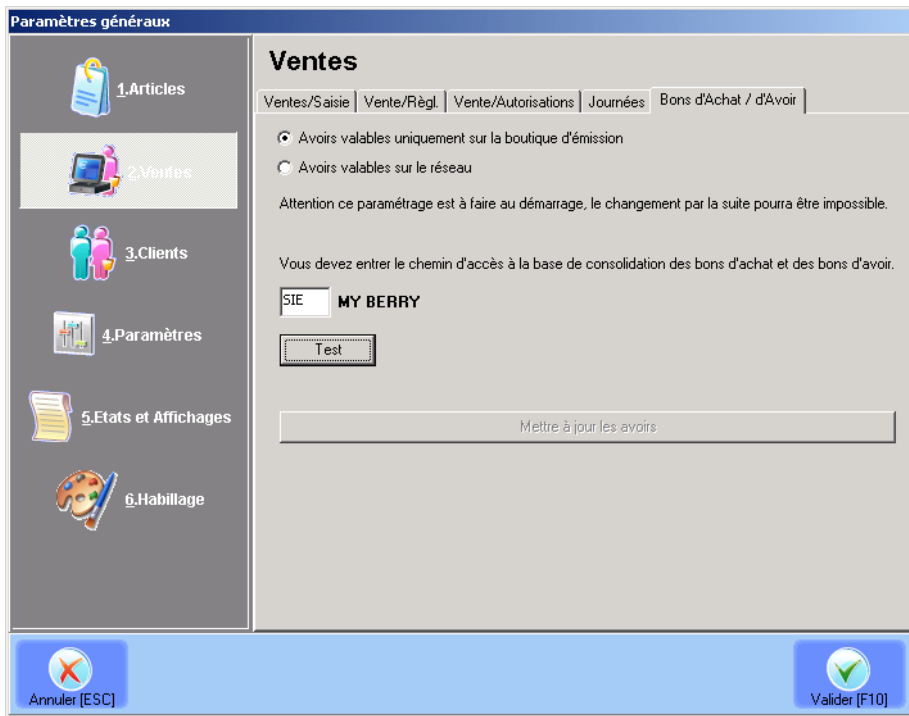 Paramètres généraux
1.Articles
2.Ventes
3.Clients
4.Paramètres
5.Etats et Affichages
6.Habillage
Ventes
Ventes/Saisie
Vente/Règl.
Vente/Autorisations
Journées
Bons d'Achat / d'Avoir
Avoirs valables uniquement sur la boutique d'émission
Avoirs valables sur le réseau
Attention ce paramétrage est à faire au démarrage, le changement par la suite pourra être impossible.
Vous devez entrer le chemin d'accès à la base de consolidation des bons d'achat et des bons d'avoir.
SIE MY BERRY
Test
Mettre à jour les avoirs
Annuler [ESC]
Valider [F10]